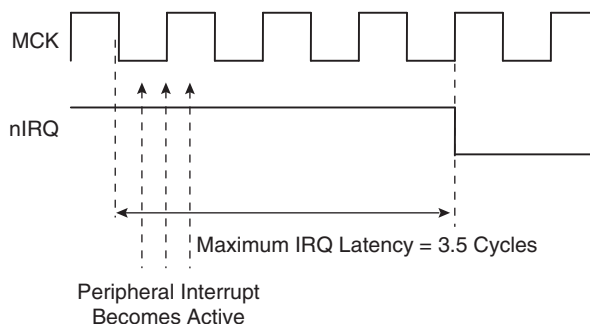 MCK
nIRQ
Maximum IRQ Latency = 3.5 Cycles
Peripheral Interrupt
Becomes Active